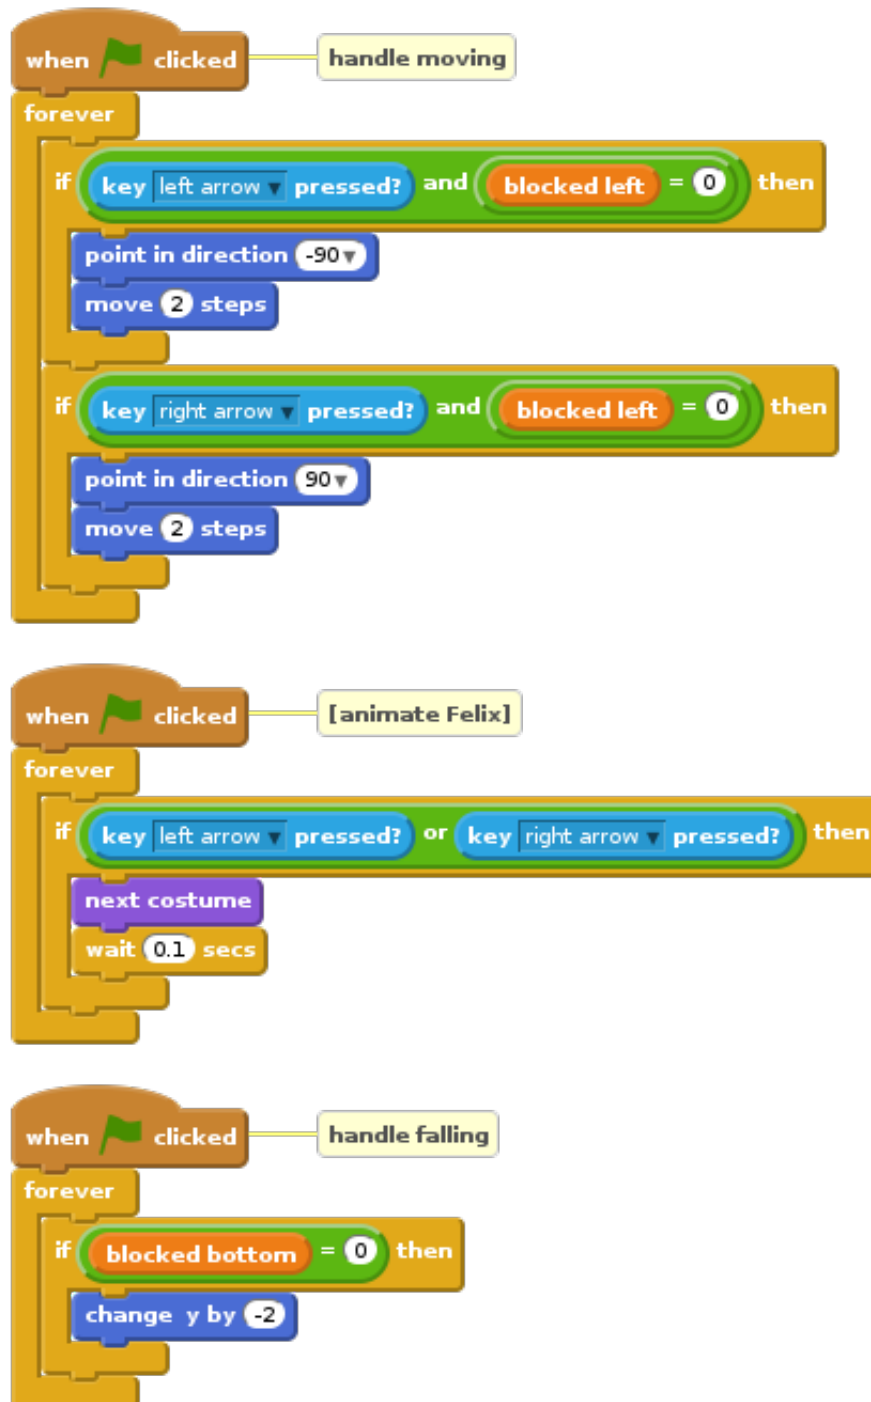 when clicked handle moving
forever
if key left arrow pressed? and blocked left = 0 then
point in direction -90
move 2 steps
if key right arrow pressed? and blocked left = 0 then
point in direction 90
move 2 steps
when clicked [animate Felix]
forever
if key left arrow pressed? or key right arrow pressed? then
next costume
wait 0.1 secs
when clicked handle falling
forever
if blocked bottom = 0 then
change y by -2